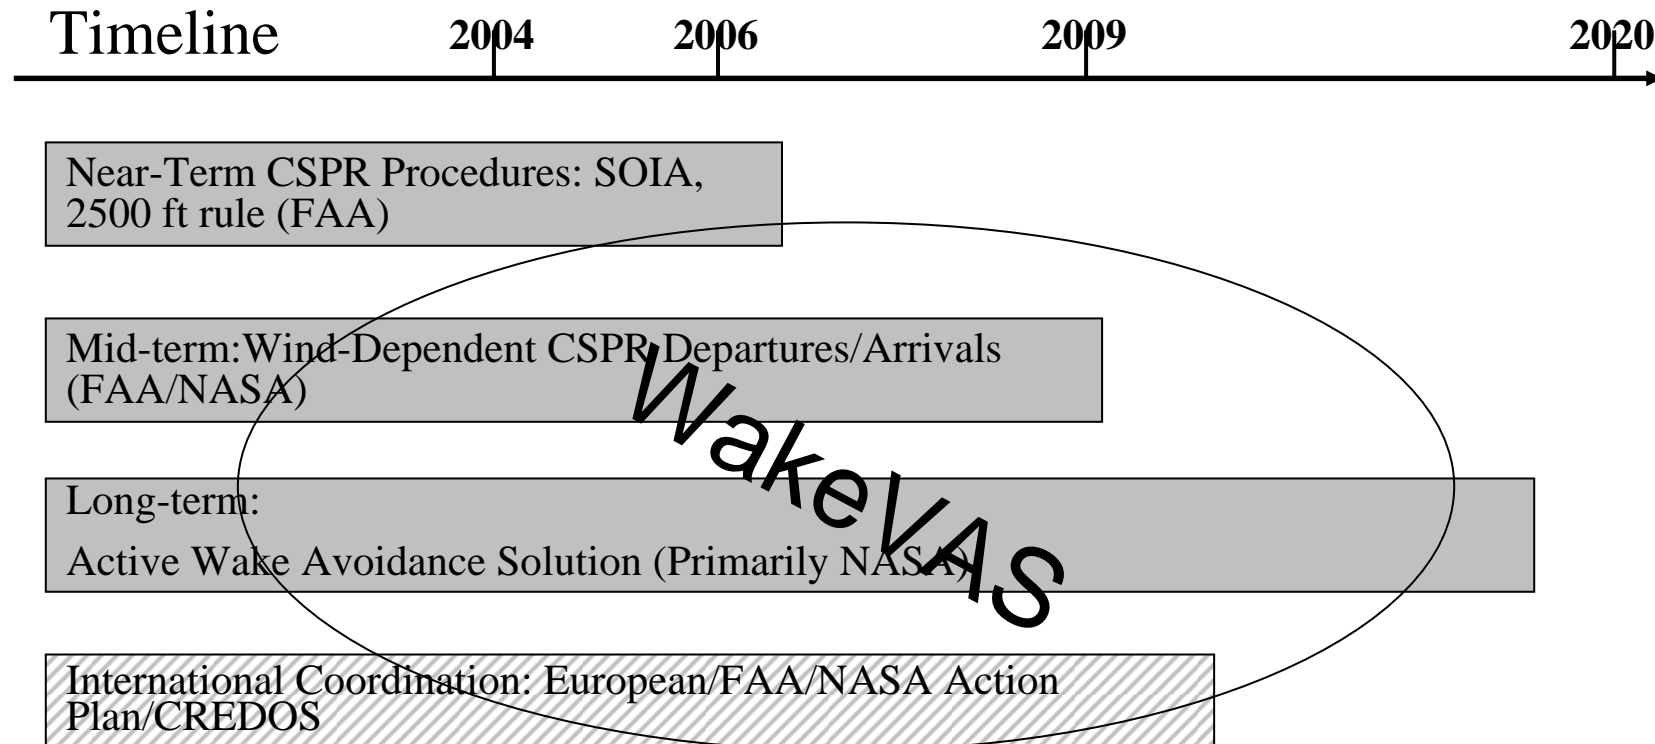 Timeline
2004
2006
2009
2020
Near-Term CSPR Procedures: SOIA,
2500 ft rule (FAA)
Mid-term:Wind-Dependent CSPR Departures/Arrivals
(FAA/NASA)
WakeVAS
Long-term:
Active Wake Avoidance Solution (Primarily NASA)
International Coordination: European/FAA/NASA Action
Plan/CREDOS